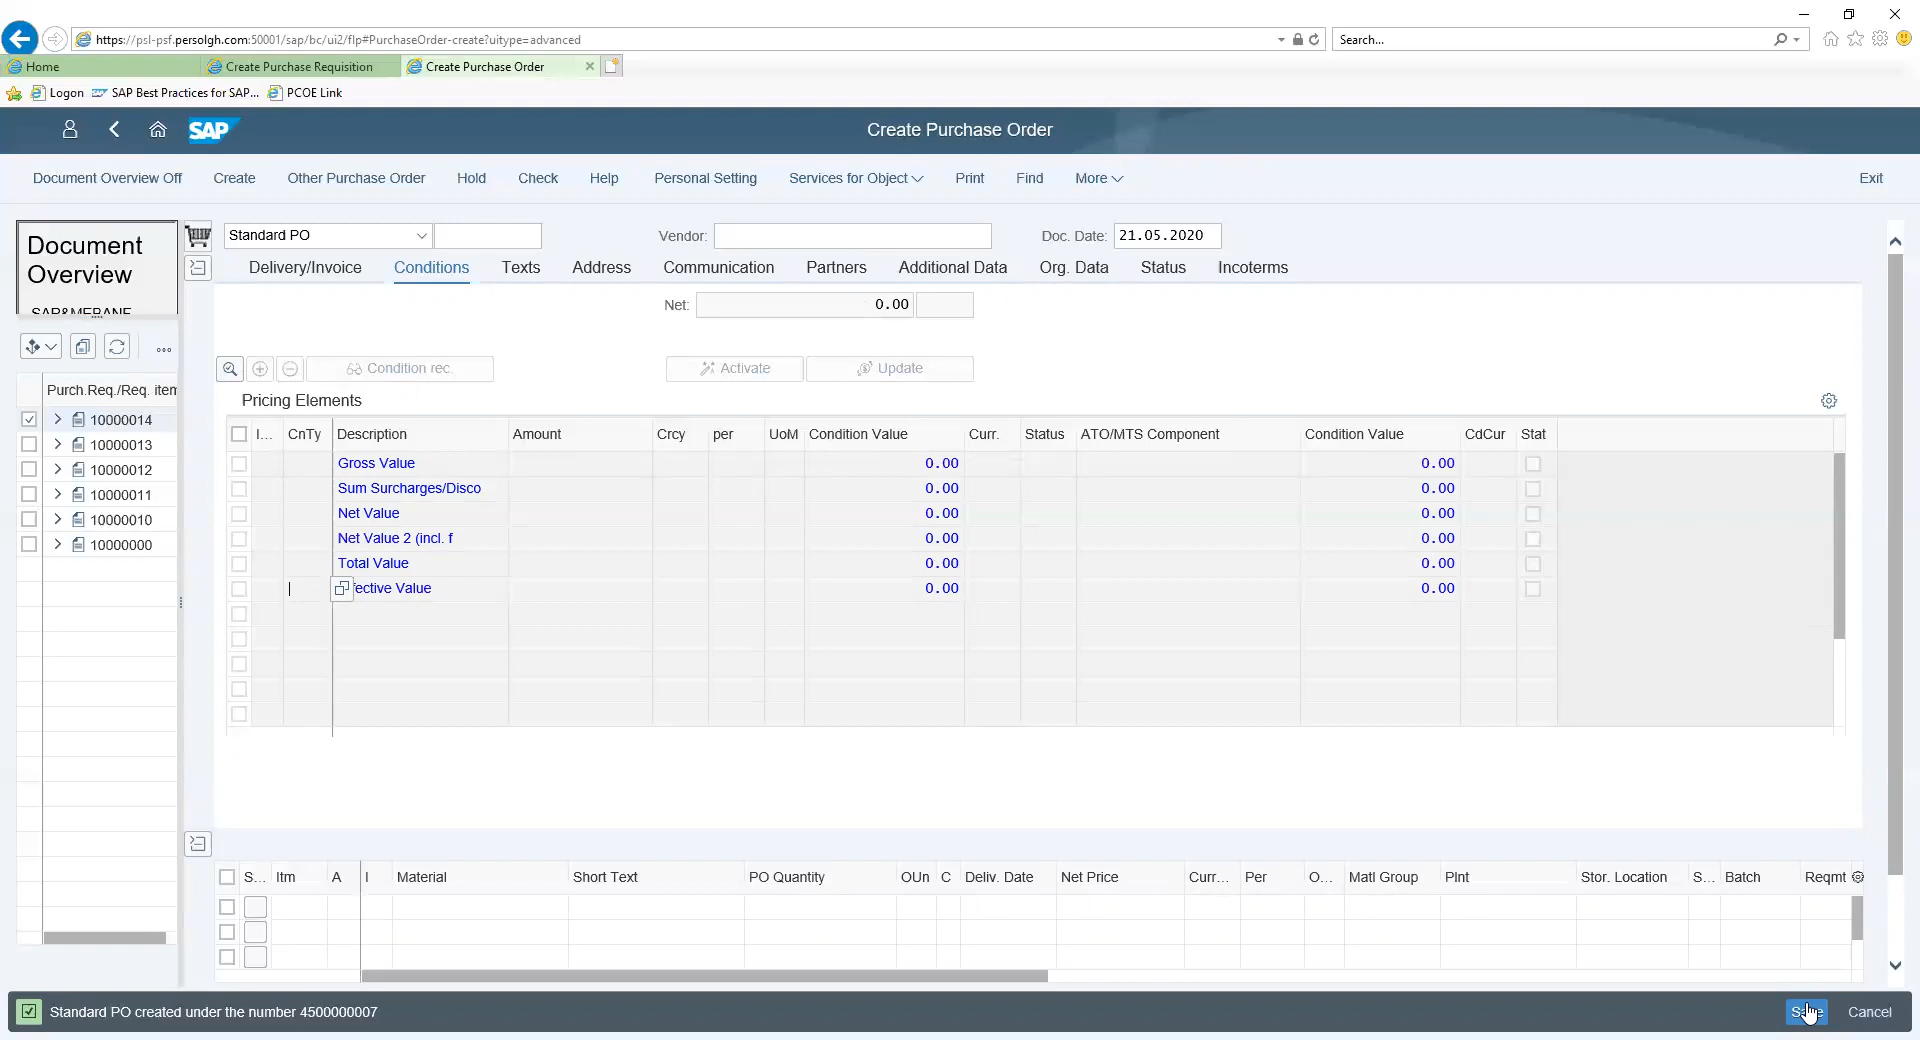 https://psl-psf.persolgh.com:50001/sap/bc/ui2/flp#PurchaseOrder-create?uitype=advanced
Search...
Home
Create Purchase Requisition
Create Purchase Order
Logon
SAP Best Practices for SAP...
PCOE Link
SAP
Create Purchase Order
Document Overview Off
Create
Other Purchase Order
Hold
Check
Help
Personal Setting
Services for Object
Print
Find
More
Exit
Document
Overview
Standard PO
Vendor:
Doc. Date: 21.05.2020
Delivery/Invoice
Conditions
Texts
Address
Communication
Partners
Additional Data
Org. Data
Status
Incoterms
Net: 0.00
Condition rec.
Activate
Update
Purch.Req./Req. item
10000014
10000013
10000012
10000011
10000010
10000000
Pricing Elements
I... CnTy Description Amount Crcy per UoM Condition Value Curr. Status ATO/MTS Component Condition Value CdCur Stat
Gross Value 0.00 0.00
Sum Surcharges/Disco 0.00 0.00
Net Value 0.00 0.00
Net Value 2 (incl. f 0.00 0.00
Total Value 0.00 0.00
fective Value 0.00 0.00
S... Itm A I Material Short Text PO Quantity OUn C Deliv. Date Net Price Curr... Per O... Matl Group Plnt Stor. Location S... Batch Reqmt
Standard PO created under the number 4500000007
Cancel